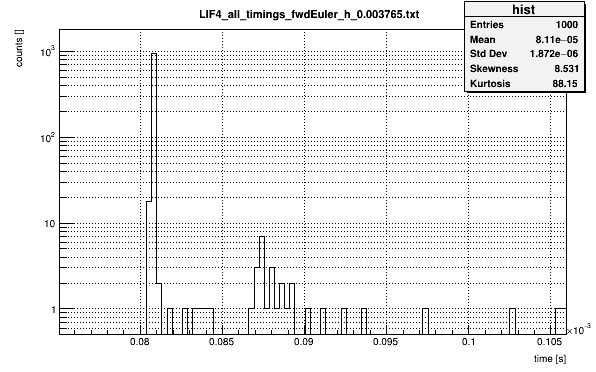 LIF4_all_timings_fwdEuler_h_0.003765.txt
hist
Entries 1000
Mean 8.11e−05
Std Dev 1.872e−06
Skewness 8.531
Kurtosis 88.15
counts []
10³
10²
10
1
0.08 0.085 0.09 0.095 0.1 0.105
×10⁻³
time [s]